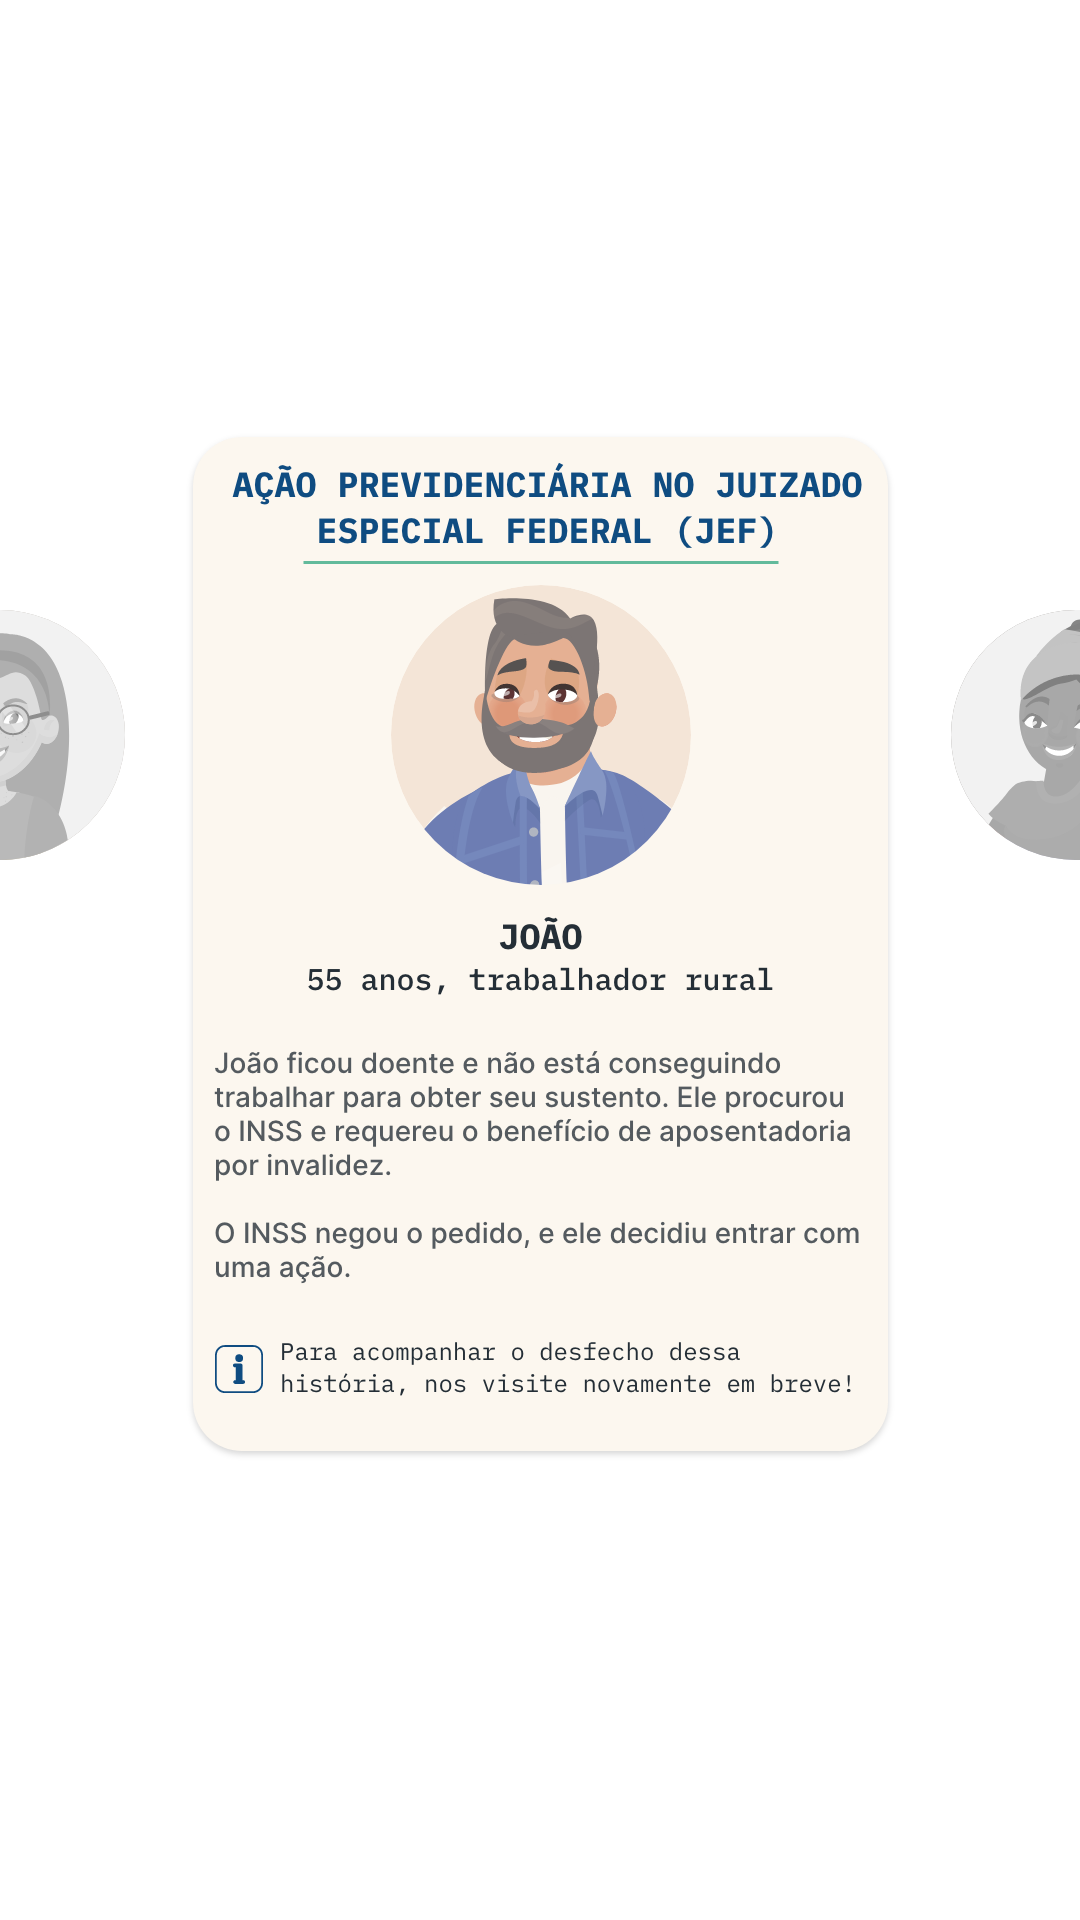 AÇÃO PREVIDENCIÁRIA NO JUIZADO
ESPECIAL FEDERAL (JEF)
JOÃO
55 anos, trabalhador rural
João ficou doente e não está conseguindo
trabalhar para obter seu sustento. Ele procurou
o INSS e requereu o benefício de aposentadoria
por invalidez.
O INSS negou o pedido, e ele decidiu entrar com
uma ação.
Para acompanhar o desfecho dessa
história, nos visite novamente em breve!